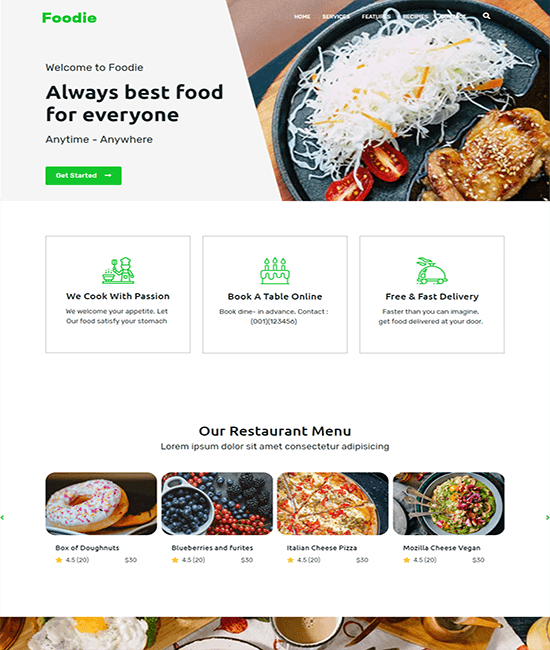 Foodie
HOME SERVICES FEATURES RECIPES
Welcome to Foodie
Always best food
for everyone
Anytime - Anywhere
Get Started
We Cook With Passion
We welcome your appetite. Let
Our food satisfy your stomach
Book A Table Online
Book dine- in advance. Contact :
(001)(123456)
Free & Fast Delivery
Faster than you can imagine,
get food delivered at your door.
Our Restaurant Menu
Lorem ipsum dolor sit amet consectetur adipisicing
Box of Doughnuts
4.5 (20) $30
Blueberries and furites
4.5 (20) $30
Italian Cheese Pizza
4.5 (20) $30
Mozilla Cheese Vegan
4.5 (20) $30